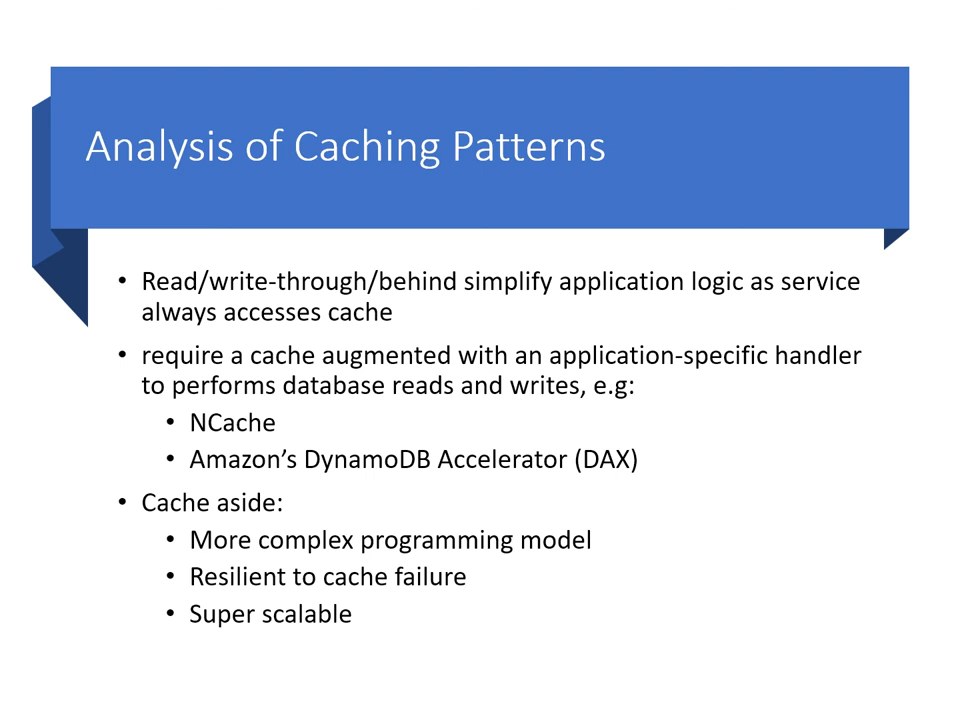 Analysis of Caching Patterns
• Read/write-through/behind simplify application logic as service
always accesses cache
• require a cache augmented with an application-specific handler
to performs database reads and writes, e.g:
• NCache
• Amazon’s DynamoDB Accelerator (DAX)
• Cache aside:
• More complex programming model
• Resilient to cache failure
• Super scalable